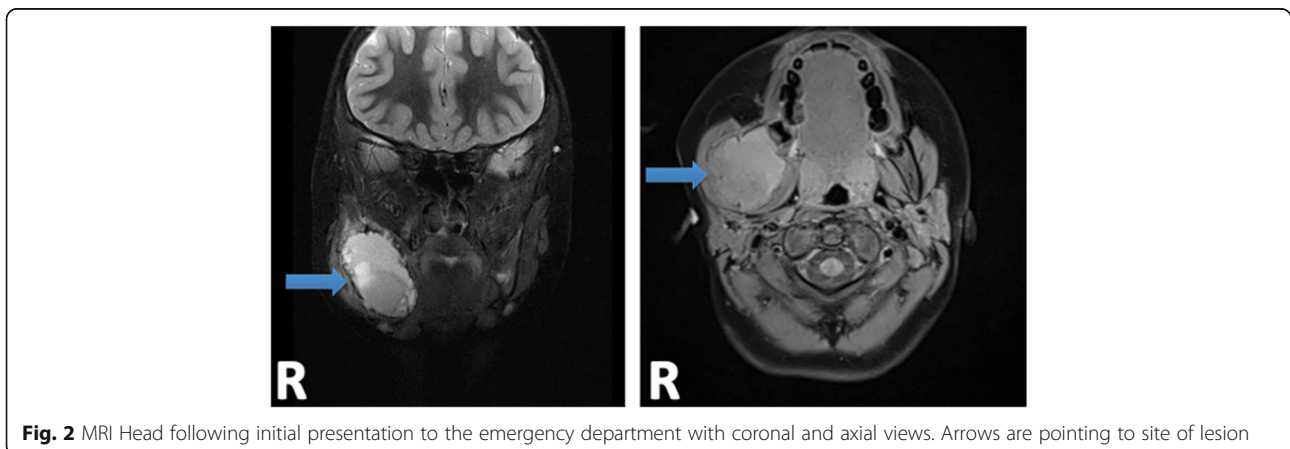 R
R
Fig. 2 MRI Head following initial presentation to the emergency department with coronal and axial views. Arrows are pointing to site of lesion